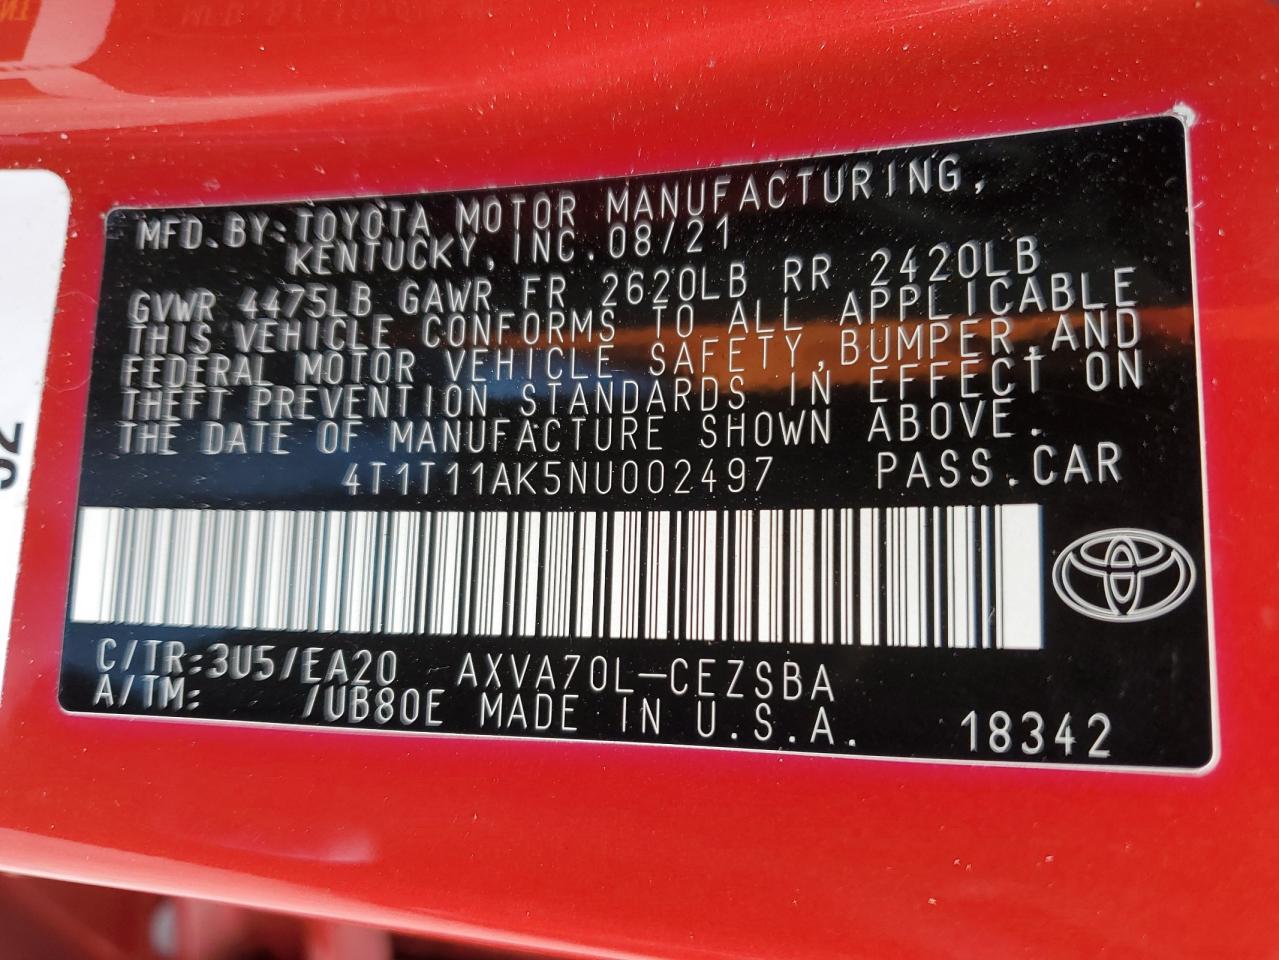 MFD.BY:TOYOTA MOTOR MANUFACTURING,
KENTUCKY, INC.08/21
GVWR 4475LB GAWR FR 2620LB RR 2420LB
THIS VEHICLE CONFORMS TO ALL APPLICABLE
FEDERAL MOTOR VEHICLE SAFETY,BUMPER,AND
THEFT PREVENTION STANDARDS IN EFFECT ON
THE DATE OF MANUFACTURE SHOWN ABOVE.
4T1T11AK5NU002497 PASS.CAR
C/TR:3U5/EA20 AXVA70L-CEZSBA
A/TM: /UB80E MADE IN U.S.A. 18342